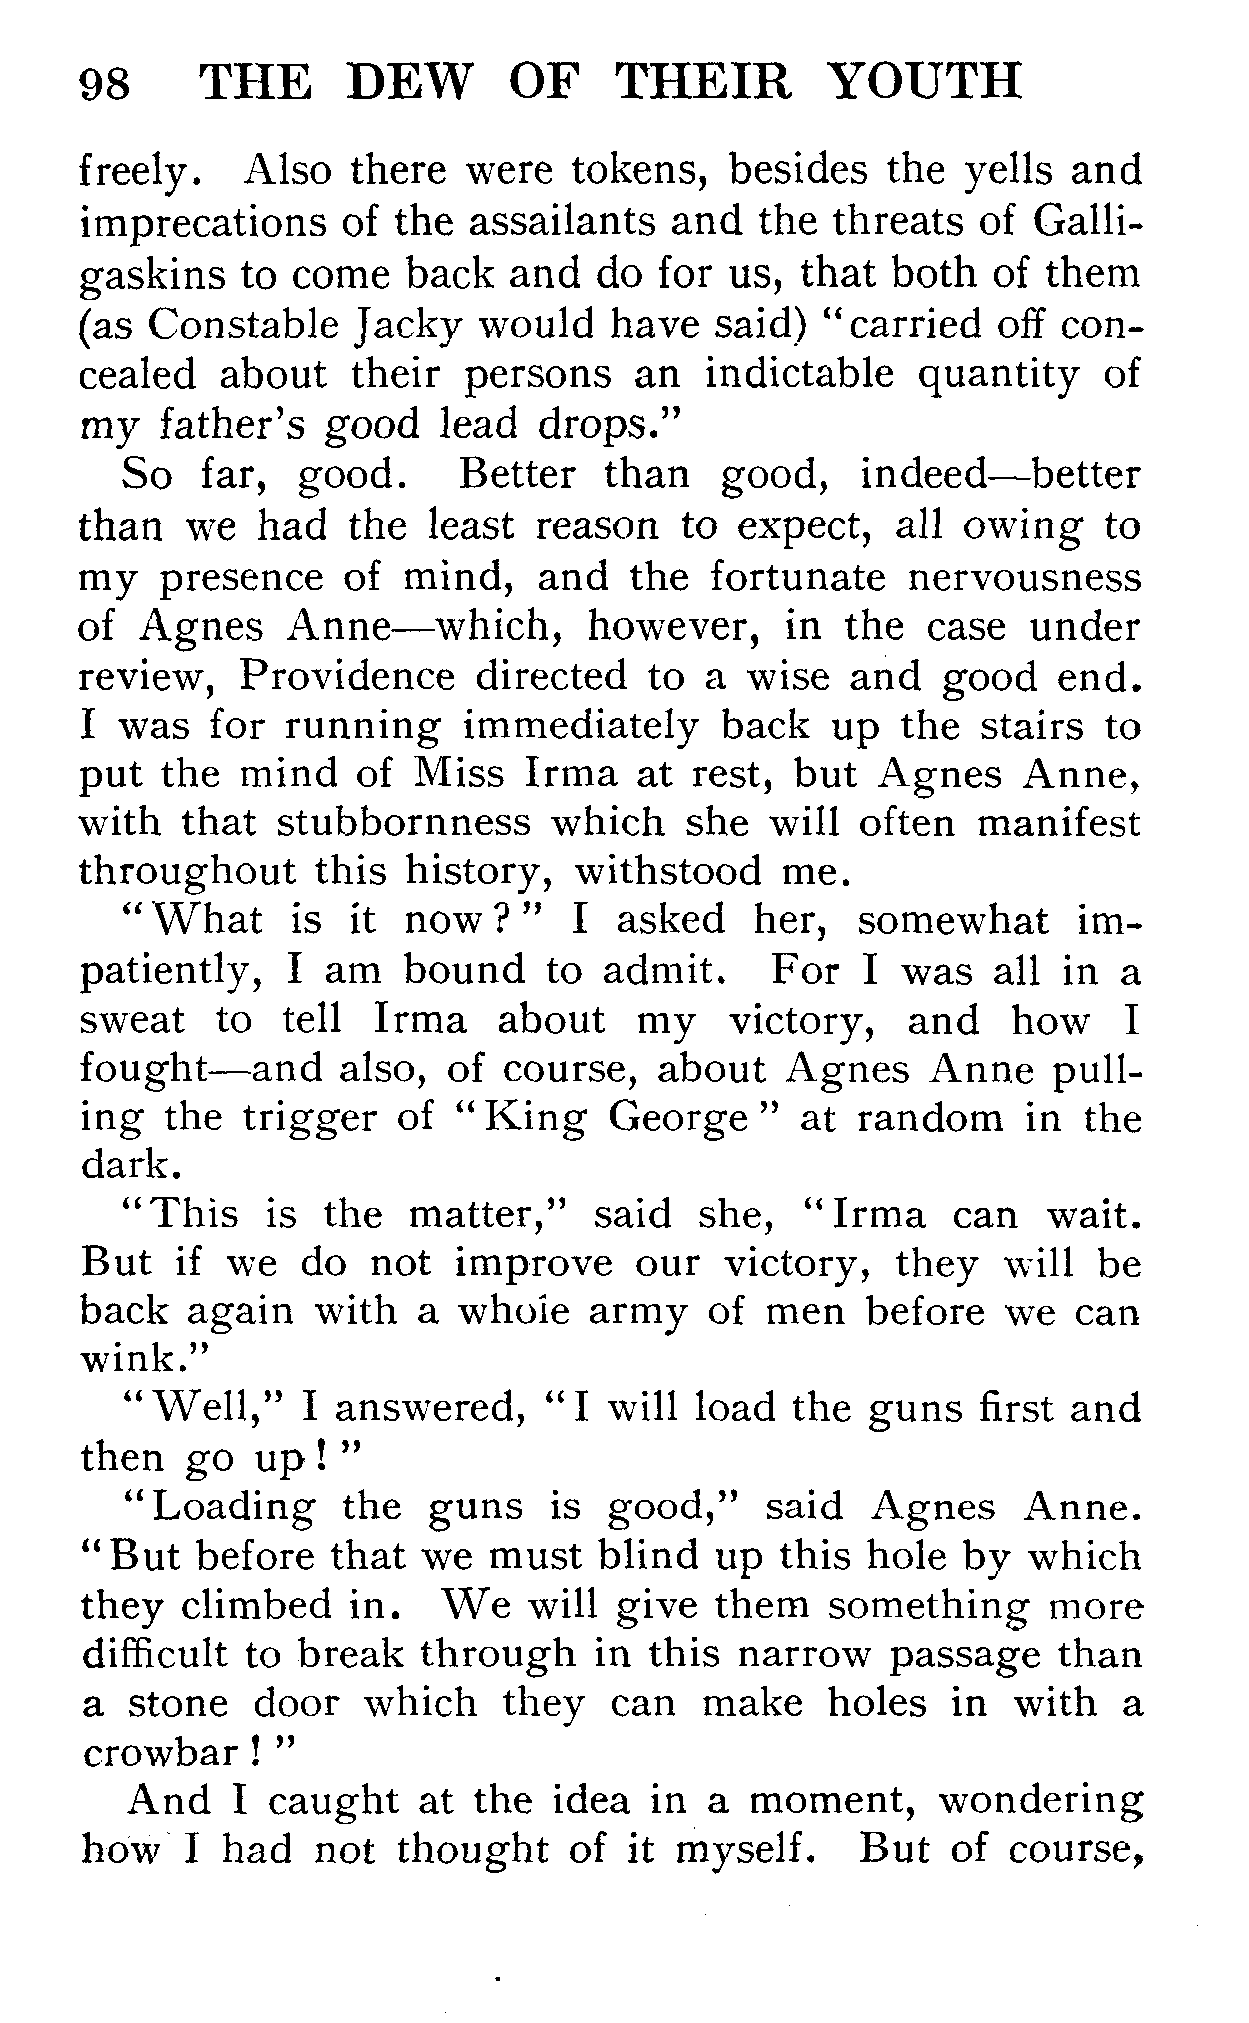 98 THE DEW OF THEIR YOUTH
freely. Also there were tokens, besides the yells and
imprecations of the assailants and the threats of Galli-
gaskins to come back and do for us, that both of them
(as Constable Jacky would have said) "carried off con-
cealed about their persons an indictable quantity of
my father's good lead drops."
So far, good. Better than good, indeed—better
than we had the least reason to expect, all owing to
my presence of mind, and the fortunate nervousness
of Agnes Anne—which, however, in the case under
review, Providence directed to a wise and good end.
I was for running immediately back up the stairs to
put the mind of Miss Irma at rest, but Agnes Anne,
with that stubbornness which she will often manifest
throughout this history, withstood me.
"What is it now?" I asked her, somewhat im-
patiently, I am bound to admit. For I was all in a
sweat to tell Irma about my victory, and how I
fought—and also, of course, about Agnes Anne pull-
ing the trigger of "King George" at random in the
dark.
"This is the matter," said she, "Irma can wait.
But if we do not improve our victory, they will be
back again with a whole army of men before we can
wink."
"Well," I answered, "I will load the guns first and
then go up!"
"Loading the guns is good," said Agnes Anne.
"But before that we must blind up this hole by which
they climbed in. We will give them something more
difficult to break through in this narrow passage than
a stone door which they can make holes in with a
crowbar!"
And I caught at the idea in a moment, wondering
how I had not thought of it myself. But of course,